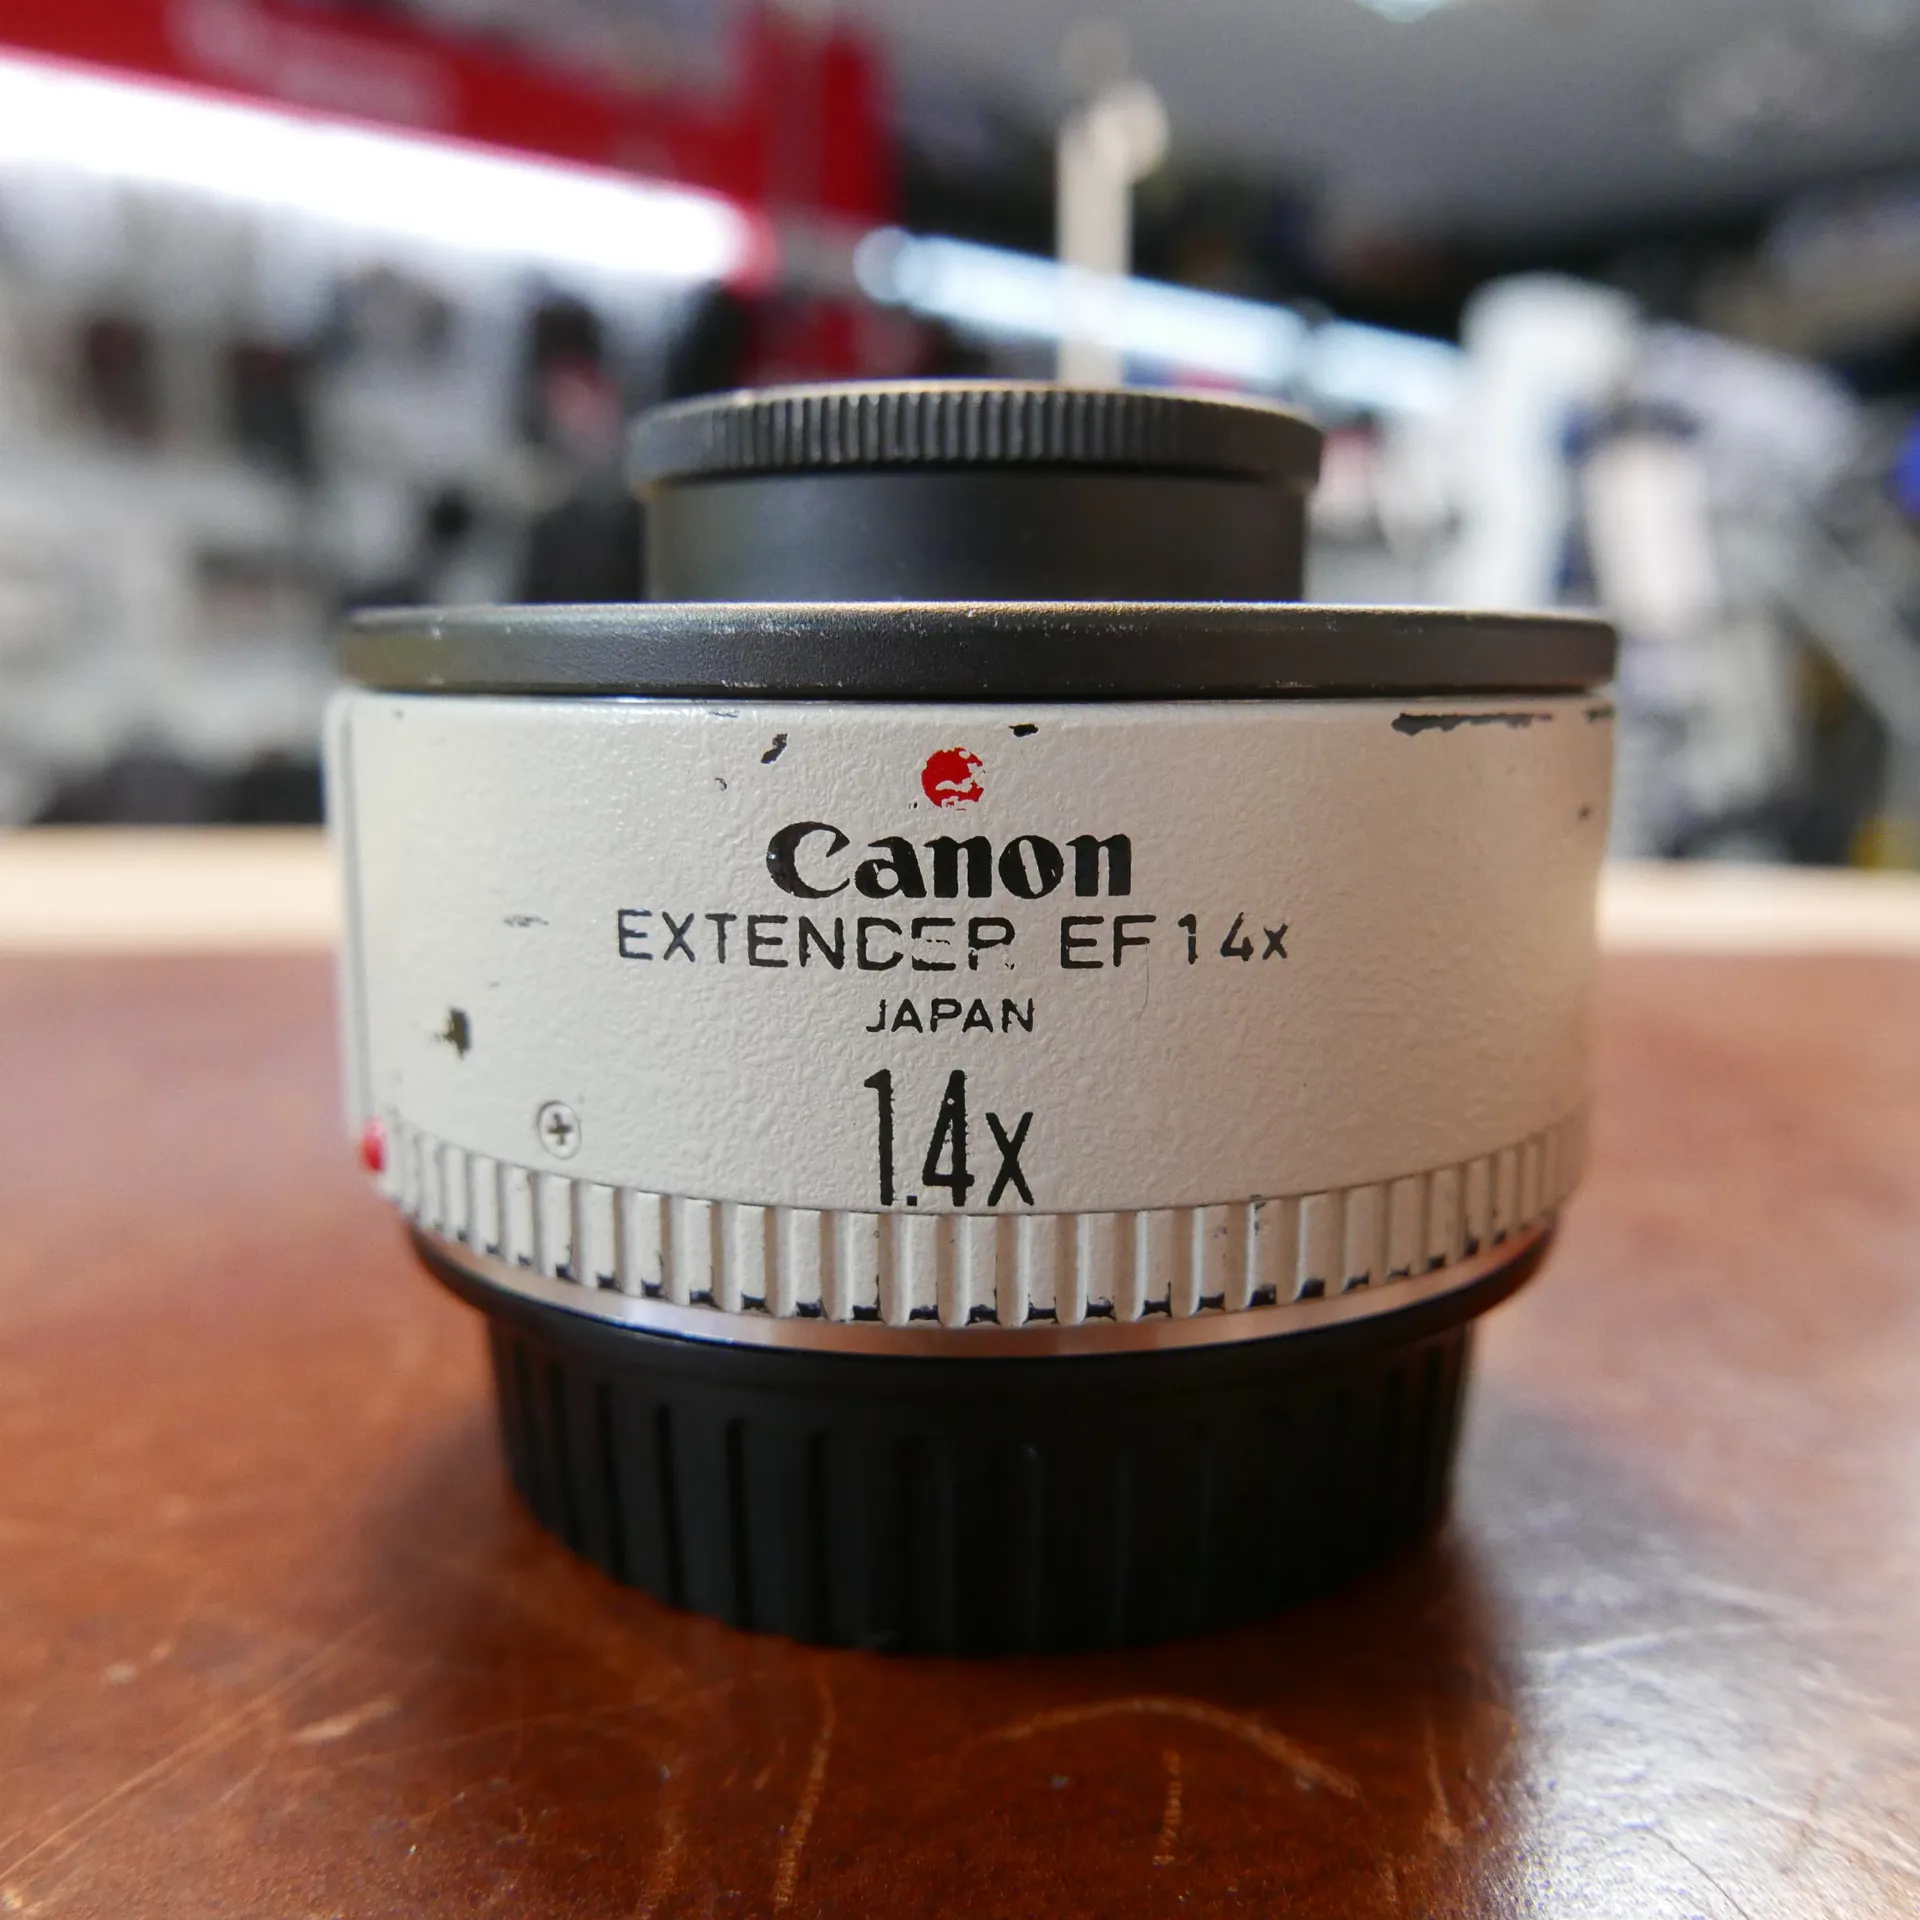 Canon
EXTENDER EF 1.4x
JAPAN
1.4x